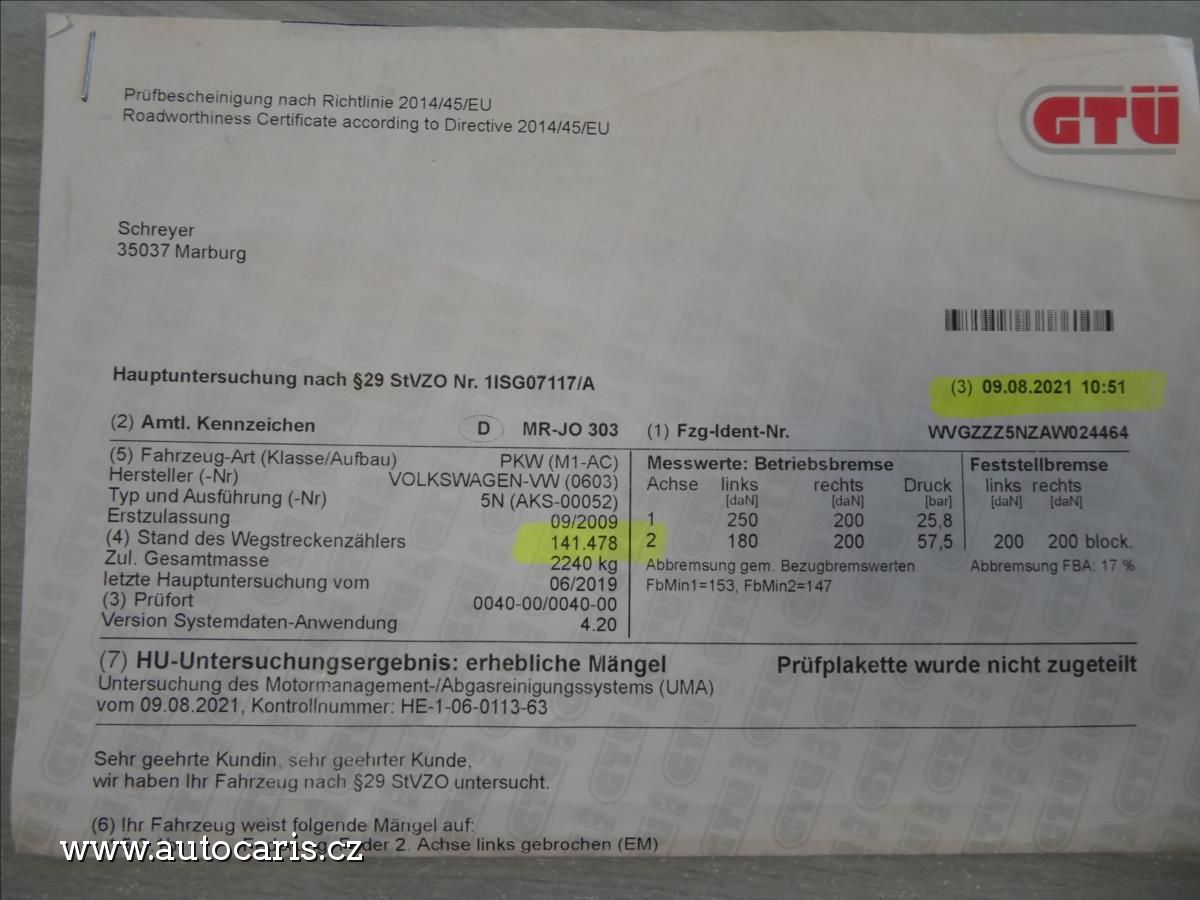 Prüfbescheinigung nach Richtlinie 2014/45/EU
Roadworthiness Certificate according to Directive 2014/45/EU
GTÜ
Schreyer
35037 Marburg
Hauptuntersuchung nach §29 StVZO Nr. 1ISG07117/A
(3) 09.08.2021 10:51
(2) Amtl. Kennzeichen D MR-JO 303
(1) Fzg-Ident-Nr. WVGZZZ5NZAW024464
(5) Fahrzeug-Art (Klasse/Aufbau) PKW (M1-AC)
Hersteller (-Nr) VOLKSWAGEN-VW (0603)
Typ und Ausführung (-Nr) 5N (AKS-00052)
Erstzulassung 09/2009
(4) Stand des Wegstreckenzählers 141.478
Zul. Gesamtmasse 2240 kg
letzte Hauptuntersuchung vom 06/2019
(3) Prüfort 0040-00/0040-00
Version Systemdaten-Anwendung 4.20
Messwerte: Betriebsbremse Feststellbremse
Achse links rechts Druck links rechts
[daN] [daN] [bar] [daN] [daN]
1 250 200 25,8
2 180 200 57,5 200 200 block.
Abbremsung gem. Bezugbremswerten Abbremsung FBA: 17 %
FbMin1=153, FbMin2=147
(7) HU-Untersuchungsergebnis: erhebliche Mängel Prüfplakette wurde nicht zugeteilt
Untersuchung des Motormanagement-/Abgasreinigungssystems (UMA)
vom 09.08.2021, Kontrollnummer: HE-1-06-0113-63
Sehr geehrte Kundin, sehr geehrter Kunde,
wir haben Ihr Fahrzeug nach §29 StVZO untersucht.
(6) Ihr Fahrzeug weist folgende Mängel auf:
2. Achse links gebrochen (EM)
www.autocaris.cz